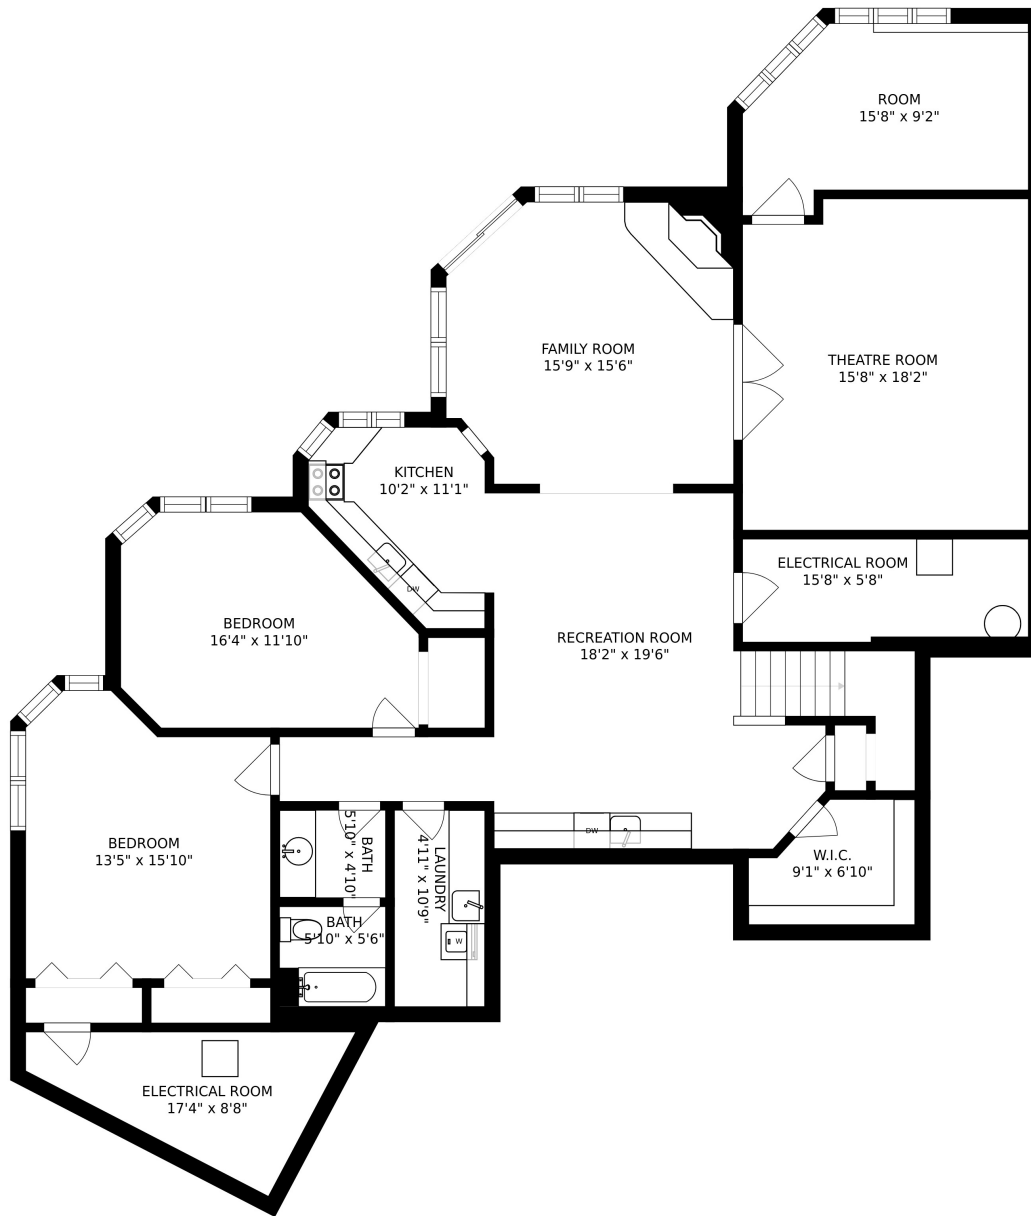 ROOM
15'8" x 9'2"
FAMILY ROOM
15'9" x 15'6"
THEATRE ROOM
15'8" x 18'2"
KITCHEN
10'2" x 11'1"
ELECTRICAL ROOM
15'8" x 5'8"
DW
BEDROOM
16'4" x 11'10"
RECREATION ROOM
18'2" x 19'6"
DW
BEDROOM
13'5" x 15'10"
BATH
5'10" x 4'10"
LAUNDRY
4'11" x 10'9"
W.I.C.
9'1" x 6'10"
BATH
5'10" x 5'6"
W
ELECTRICAL ROOM
17'4" x 8'8"